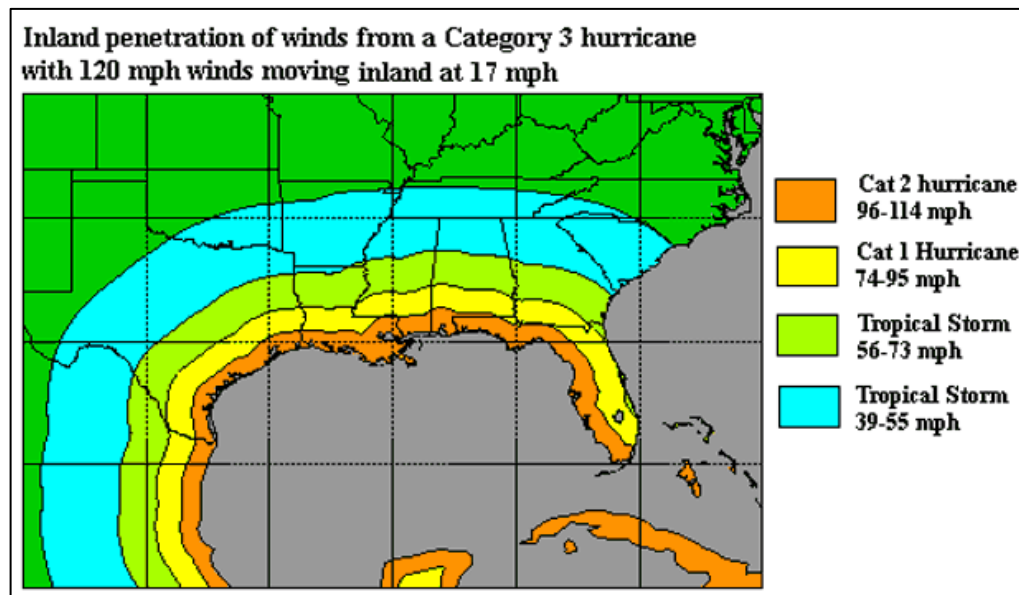 Inland penetration of winds from a Category 3 hurricane
with 120 mph winds moving inland at 17 mph
Cat 2 hurricane
96-114 mph
Cat 1 Hurricane
74-95 mph
Tropical Storm
56-73 mph
Tropical Storm
39-55 mph